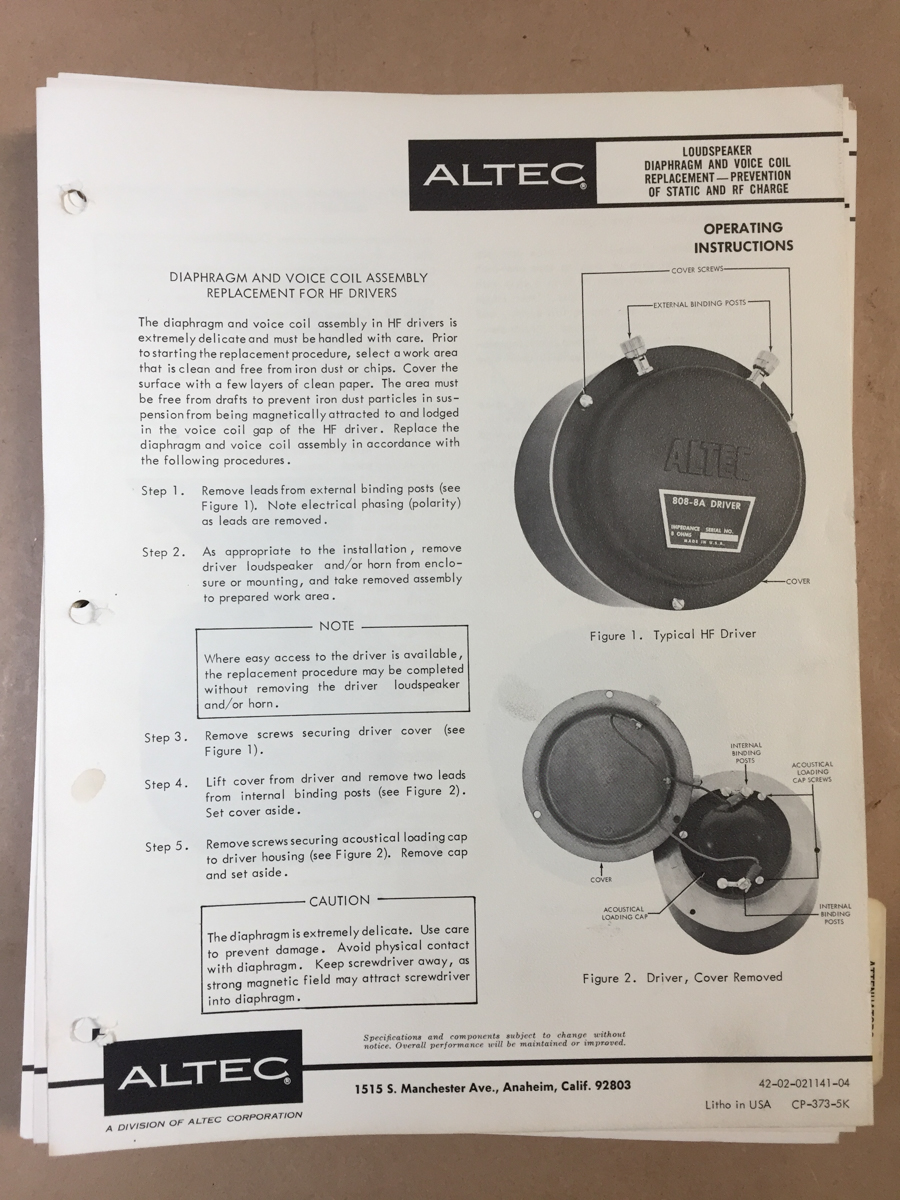 ALTEC®
LOUDSPEAKER
DIAPHRAGM AND VOICE COIL
REPLACEMENT—PREVENTION
OF STATIC AND RF CHARGE
OPERATING
INSTRUCTIONS
DIAPHRAGM AND VOICE COIL ASSEMBLY
REPLACEMENT FOR HF DRIVERS
The diaphragm and voice coil assembly in HF drivers is
extremely delicate and must be handled with care. Prior
to starting the replacement procedure, select a work area
that is clean and free from iron dust or chips. Cover the
surface with a few layers of clean paper. The area must
be free from drafts to prevent iron dust particles in sus-
pension from being magnetically attracted to and lodged
in the voice coil gap of the HF driver. Replace the
diaphragm and voice coil assembly in accordance with
the following procedures.
Step 1. Remove leads from external binding posts (see
Figure 1). Note electrical phasing (polarity)
as leads are removed.
Step 2. As appropriate to the installation, remove
driver loudspeaker and/or horn from enclo-
sure or mounting, and take removed assembly
to prepared work area.
NOTE
Where easy access to the driver is available,
the replacement procedure may be completed
without removing the driver loudspeaker
and/or horn.
Step 3. Remove screws securing driver cover (see
Figure 1).
Step 4. Lift cover from driver and remove two leads
from internal binding posts (see Figure 2).
Set cover aside.
Step 5. Remove screws securing acoustical loading cap
to driver housing (see Figure 2). Remove cap
and set aside.
CAUTION
The diaphragm is extremely delicate. Use care
to prevent damage. Avoid physical contact
with diaphragm. Keep screwdriver away, as
strong magnetic field may attract screwdriver
into diaphragm.
COVER SCREWS
EXTERNAL BINDING POSTS
ALTEC
808-8A DRIVER
IMPEDANCE SERIAL NO.
8 OHMS
MADE IN U.S.A.
COVER
Figure 1. Typical HF Driver
INTERNAL
BINDING
POSTS
ACOUSTICAL
LOADING
CAP SCREWS
COVER
ACOUSTICAL
LOADING CAP
INTERNAL
BINDING
POSTS
Figure 2. Driver, Cover Removed
Specifications and components subject to change without
notice. Overall performance will be maintained or improved.
ALTEC®
A DIVISION OF ALTEC CORPORATION
1515 S. Manchester Ave., Anaheim, Calif. 92803
42-02-021141-04
Litho in USA CP-373-5K